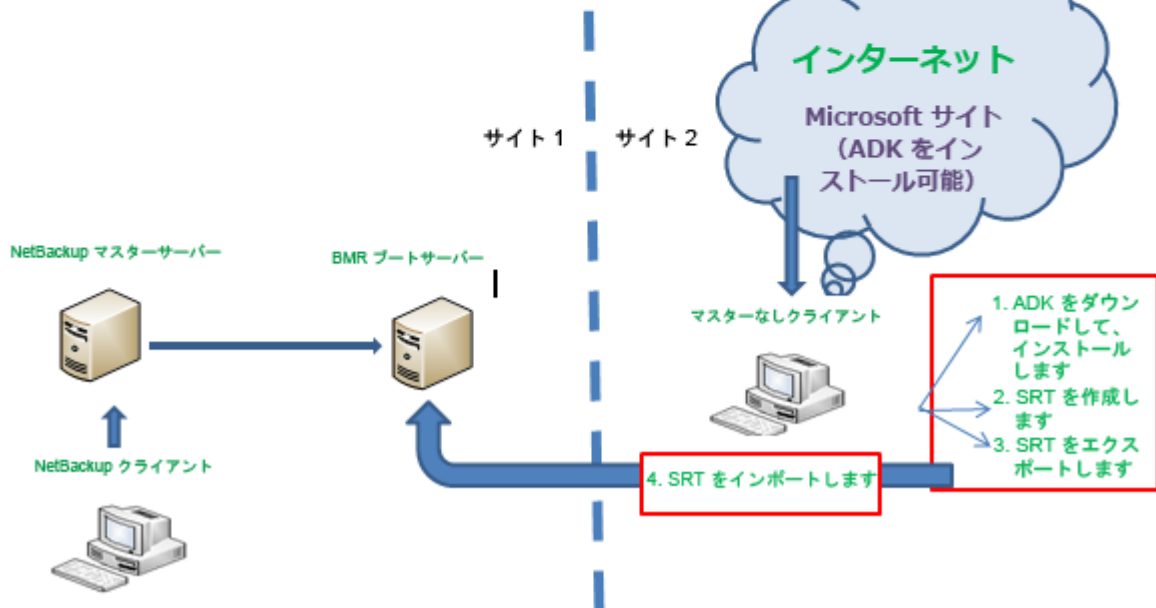 インターネット
Microsoft サイト
（ADK をイン
ストール可能）
サイト 1
サイト 2
NetBackup マスターサーバー
BMR ブートサーバー
マスターなしクライアント
1. ADK をダウン
ロードして、
インストール
します
2. SRT を作成し
ます
3. SRT をエクス
ポートします
NetBackup クライアント
4. SRT をインポートします